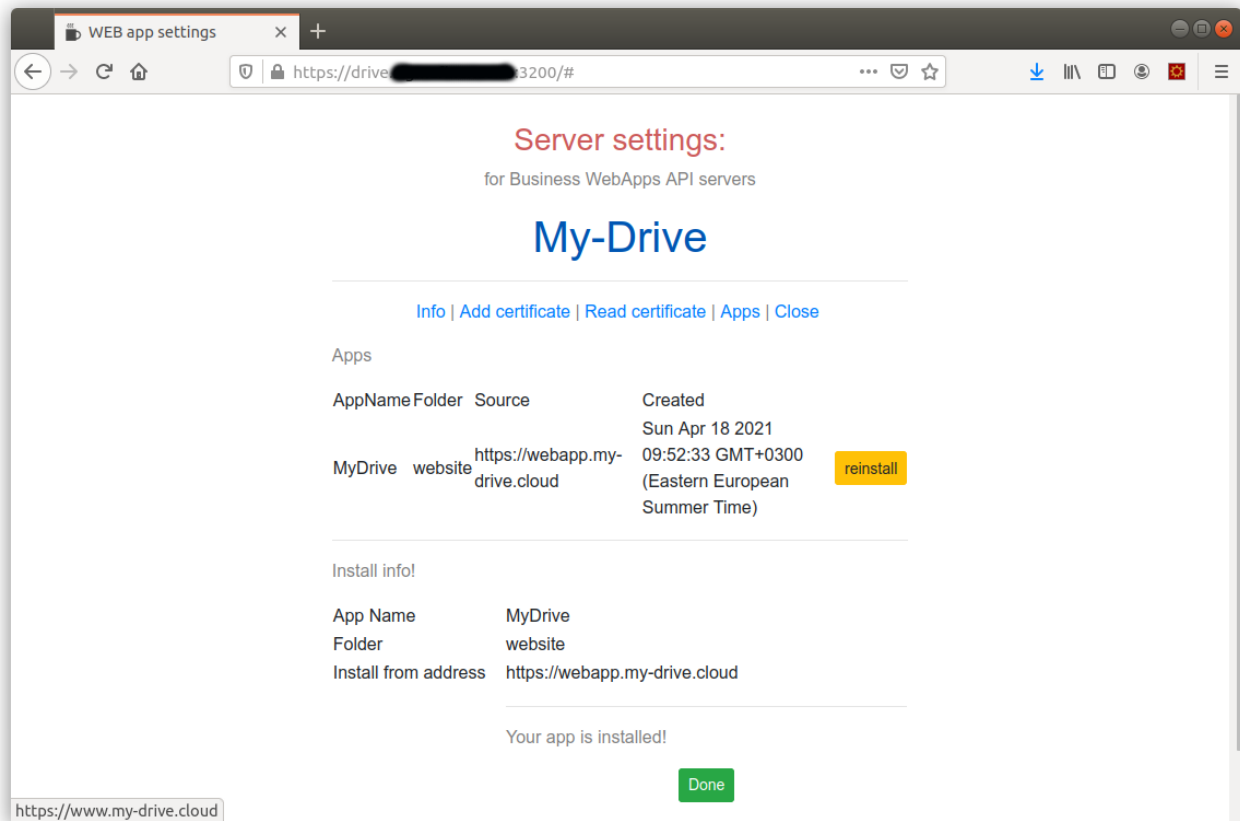 WEB app settings
https://drive 3200/#
Server settings:
for Business WebApps API servers
My-Drive
Info | Add certificate | Read certificate | Apps | Close
Apps
AppName Folder Source Created
MyDrive website https://webapp.my-drive.cloud Sun Apr 18 2021 09:52:33 GMT+0300 (Eastern European Summer Time) reinstall
Install info!
App Name MyDrive
Folder website
Install from address https://webapp.my-drive.cloud
Your app is installed!
Done
https://www.my-drive.cloud